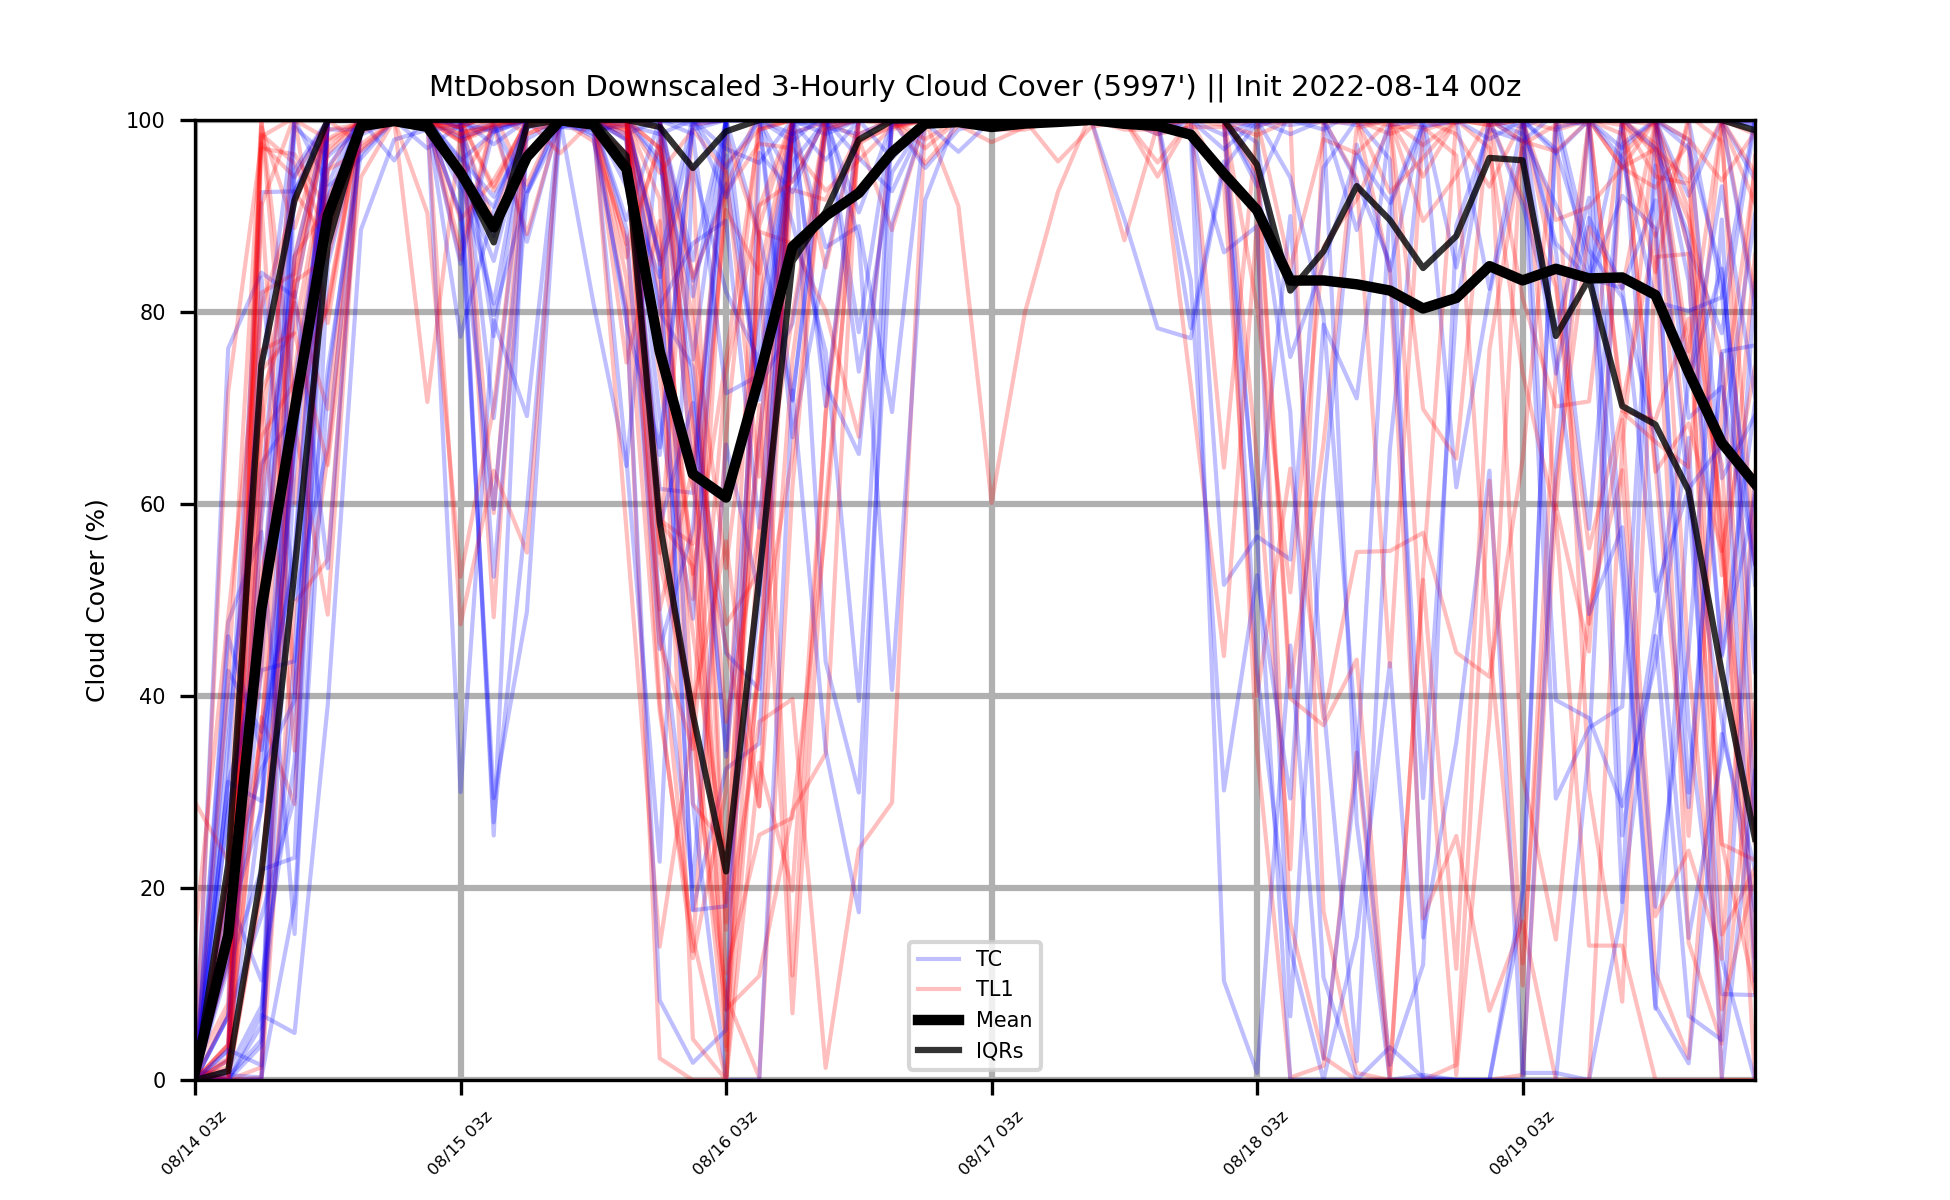 MtDobson Downscaled 3-Hourly Cloud Cover (5997') || Init 2022-08-14 00z
Cloud Cover (%)
100
80
60
40
20
0
TC
TL1
Mean
IQRs
08/14 03z
08/15 03z
08/16 03z
08/17 03z
08/18 03z
08/19 03z